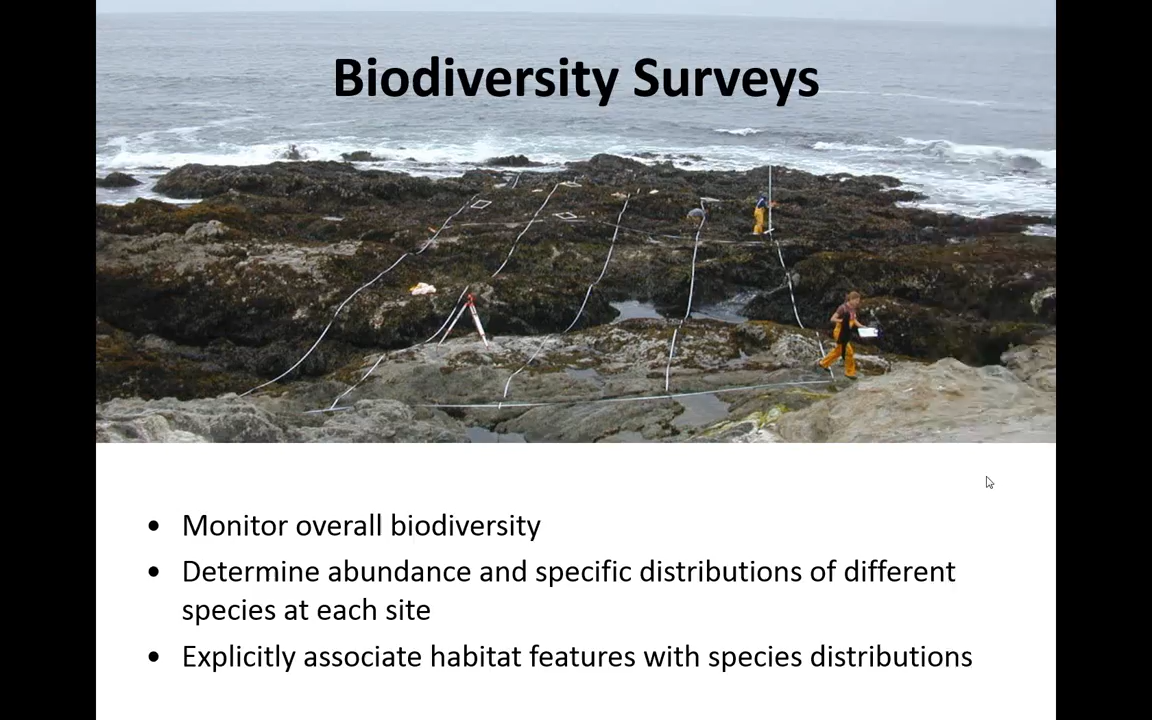 Biodiversity Surveys
• Monitor overall biodiversity
• Determine abundance and specific distributions of different
species at each site
• Explicitly associate habitat features with species distributions